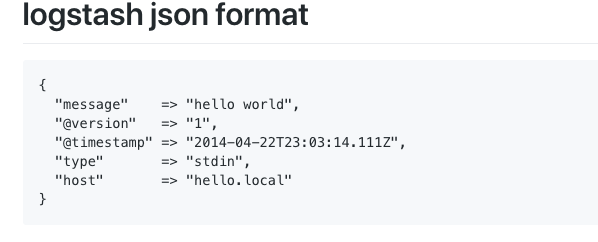 logstash json format
{
  "message"    => "hello world",
  "@version"   => "1",
  "@timestamp" => "2014-04-22T23:03:14.111Z",
  "type"       => "stdin",
  "host"       => "hello.local"
}